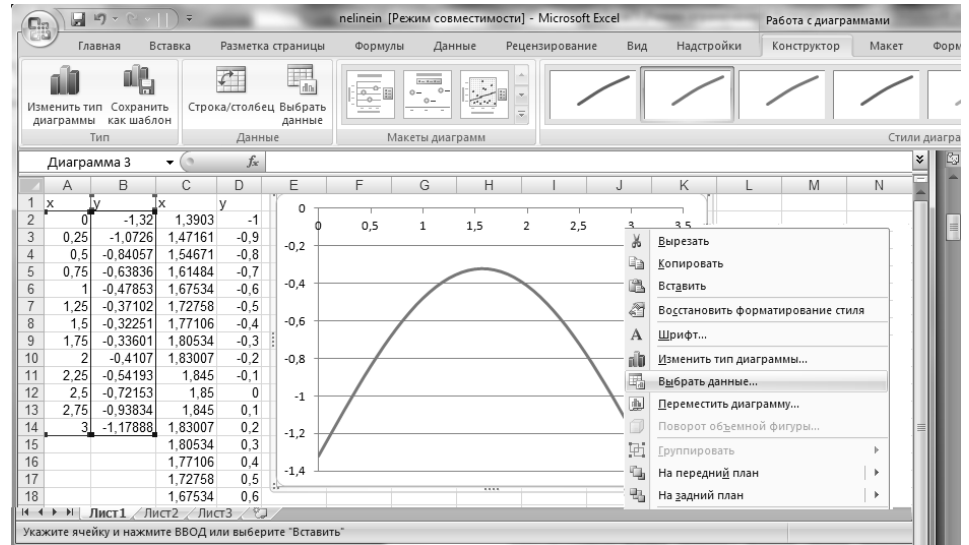 nelinein [Режим совместимости] - Microsoft Excel
Работа с диаграммами
Главная Вставка Разметка страницы Формулы Данные Рецензирование Вид Надстройки Конструктор Макет Форм
Изменить тип диаграммы
Сохранить как шаблон
Строка/столбец
Выбрать данные
Тип Данные Макеты диаграмм Стили диагра
Диаграмма 3 fx
A B C D E F G H I J K L M N
1 x y x y
2 0 -1,32 1,3903 -1
3 0,25 -1,0726 1,47161 -0,9
4 0,5 -0,84057 1,54671 -0,8
5 0,75 -0,63836 1,61484 -0,7
6 1 -0,47853 1,67534 -0,6
7 1,25 -0,37102 1,72758 -0,5
8 1,5 -0,32251 1,77106 -0,4
9 1,75 -0,33601 1,80534 -0,3
10 2 -0,4107 1,83007 -0,2
11 2,25 -0,54193 1,845 -0,1
12 2,5 -0,72153 1,85 0
13 2,75 -0,93834 1,845 0,1
14 3 -1,17888 1,83007 0,2
15 1,80534 0,3
16 1,77106 0,4
17 1,72758 0,5
18 1,67534 0,6
0 0,5 1 1,5 2 2,5 3 3,5
0
-0,2
-0,4
-0,6
-0,8
-1
-1,2
-1,4
Вырезать
Копировать
Вставить
Восстановить форматирование стиля
Шрифт...
Изменить тип диаграммы...
Выбрать данные...
Переместить диаграмму...
Поворот объемной фигуры...
Группировать
На передний план
На задний план
Лист1 Лист2 Лист3
Укажите ячейку и нажмите ВВОД или выберите "Вставить"